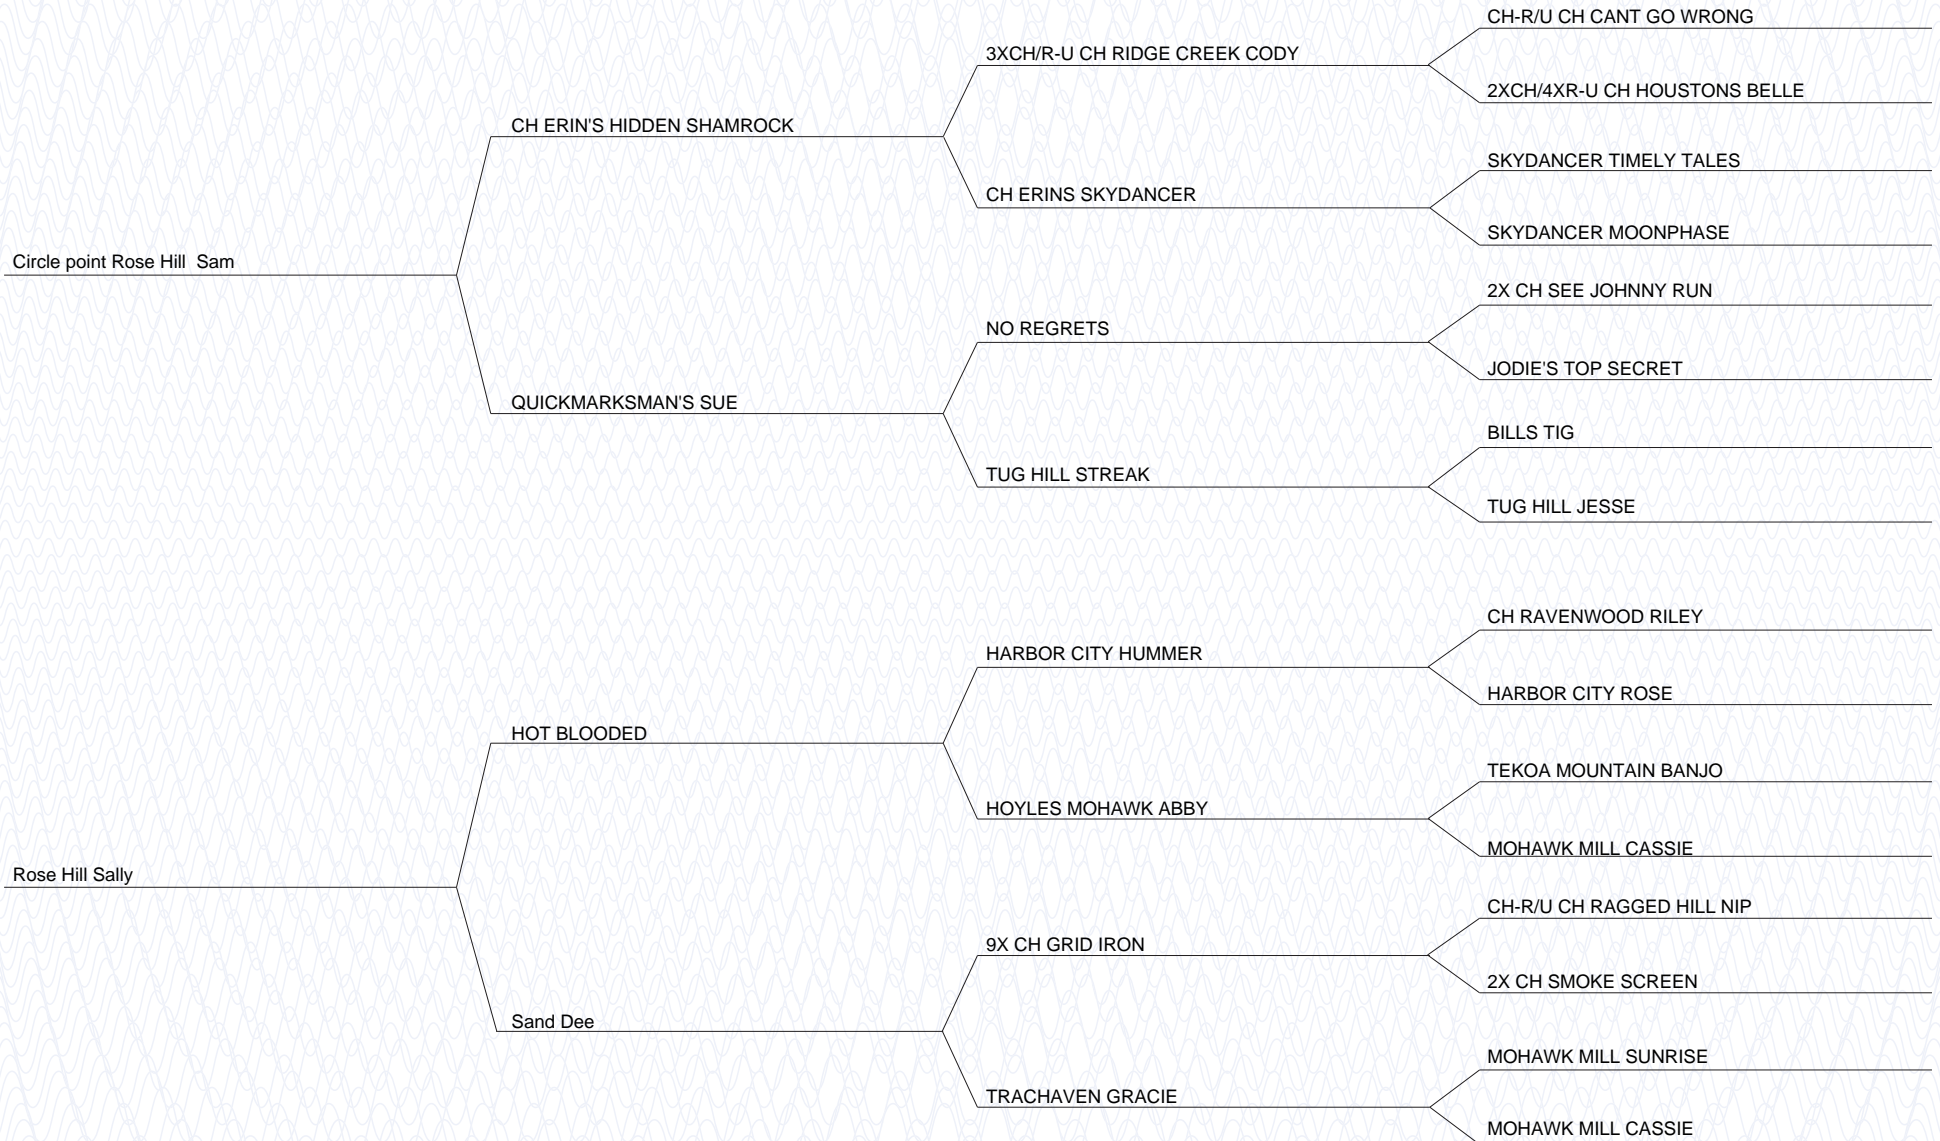 CH-R/U CH CANT GO WRONG
3XCH/R-U CH RIDGE CREEK CODY
2XCH/4XR-U CH HOUSTONS BELLE
CH ERIN'S HIDDEN SHAMROCK
SKYDANCER TIMELY TALES
CH ERINS SKYDANCER
SKYDANCER MOONPHASE
Circle point Rose Hill  Sam
2X CH SEE JOHNNY RUN
NO REGRETS
JODIE'S TOP SECRET
QUICKMARKSMAN'S SUE
BILLS TIG
TUG HILL STREAK
TUG HILL JESSE
CH RAVENWOOD RILEY
HARBOR CITY HUMMER
HARBOR CITY ROSE
HOT BLOODED
TEKOA MOUNTAIN BANJO
HOYLES MOHAWK ABBY
MOHAWK MILL CASSIE
Rose Hill Sally
CH-R/U CH RAGGED HILL NIP
9X CH GRID IRON
2X CH SMOKE SCREEN
Sand Dee
MOHAWK MILL SUNRISE
TRACHAVEN GRACIE
MOHAWK MILL CASSIE